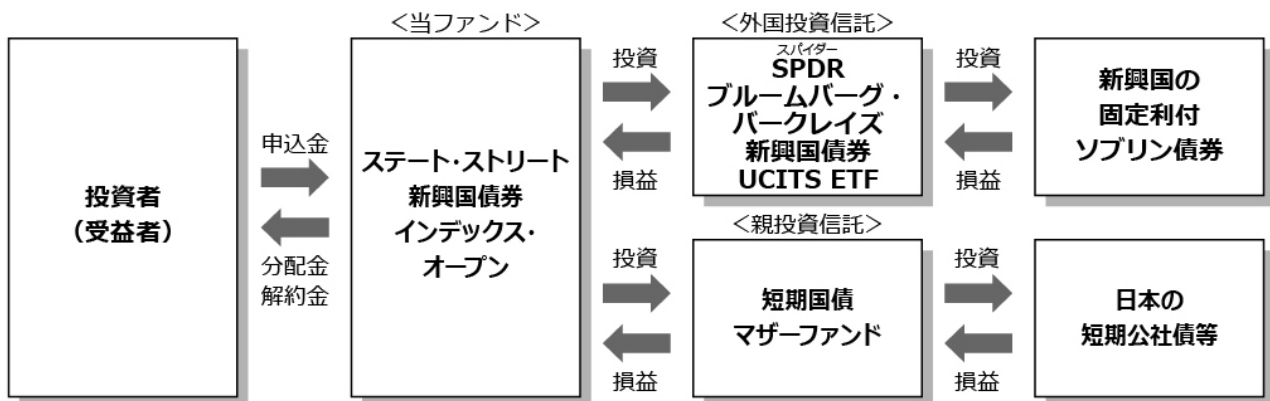 投資者
(受益者)
申込金
分配金
解約金
<当ファンド>
ステート・ストリート
新興国債券
インデックス・
オープン
投資
損益
<外国投資信託>
スパイダー
SPDR
ブルームバーグ・
バークレイズ
新興国債券
UCITS ETF
投資
損益
新興国の
固定利付
ソブリン債券
投資
損益
<親投資信託>
短期国債
マザーファンド
投資
損益
日本の
短期公社債等